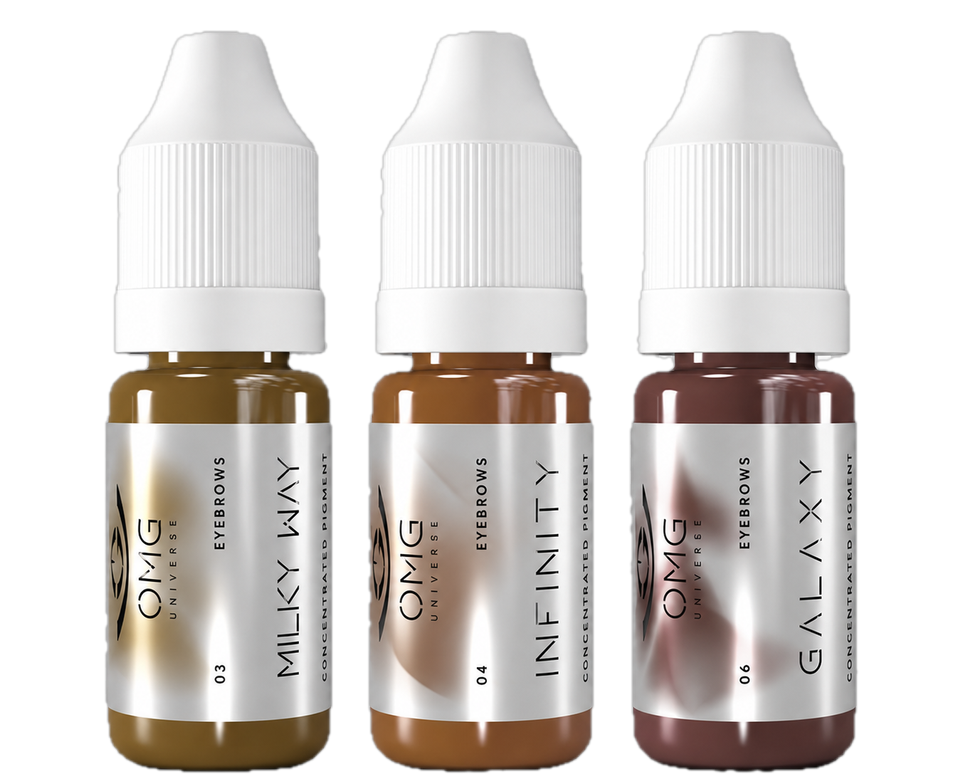 OMG
UNIVERSE
EYEBROWS
03
MILKY WAY
CONCENTRATED PIGMENT
OMG
UNIVERSE
EYEBROWS
04
INFINITY
CONCENTRATED PIGMENT
OMG
UNIVERSE
EYEBROWS
06
GALAXY
CONCENTRATED PIGMENT